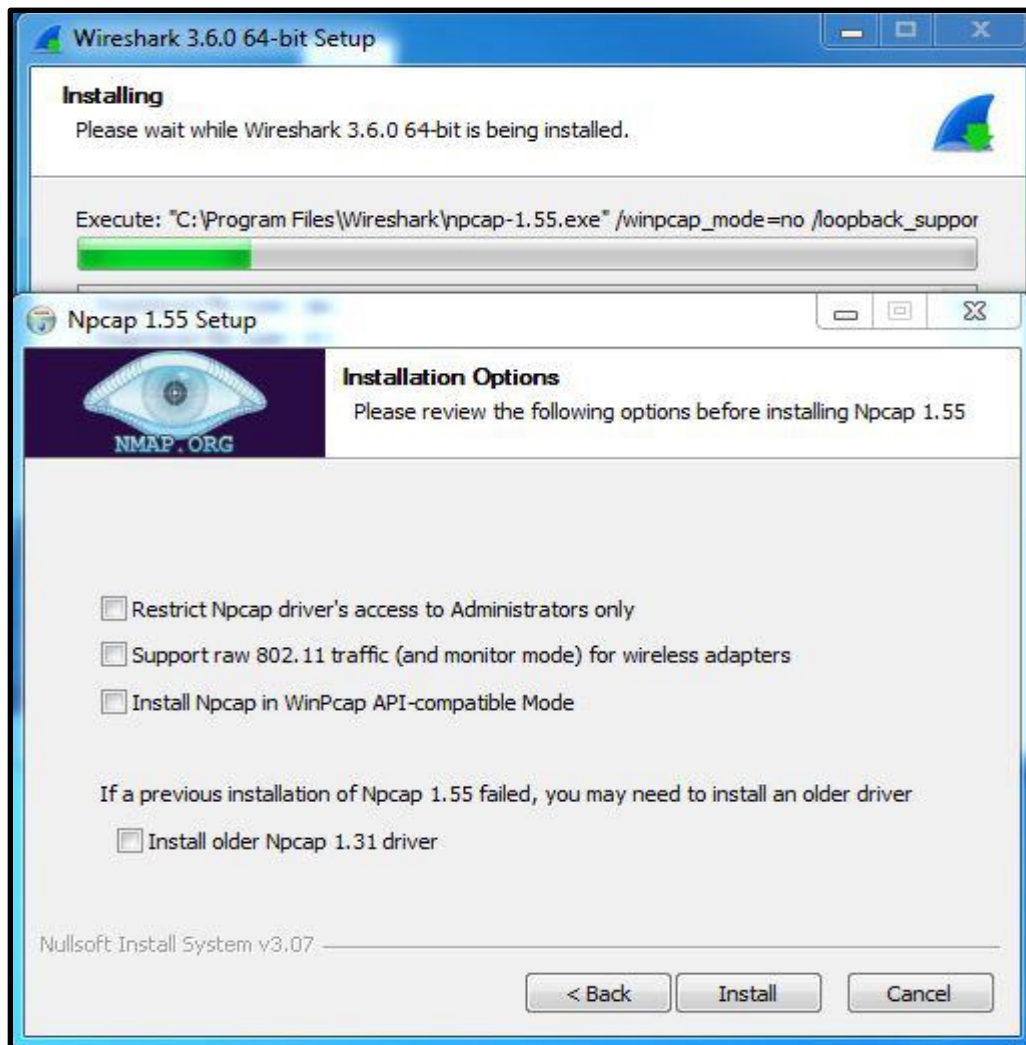 Wireshark 3.6.0 64-bit Setup
Installing
Please wait while Wireshark 3.6.0 64-bit is being installed.
Execute: "C:\Program Files\Wireshark\npcap-1.55.exe" /winpcap_mode=no /loopback_suppor
Npcap 1.55 Setup
NMAP.ORG
Installation Options
Please review the following options before installing Npcap 1.55
Restrict Npcap driver's access to Administrators only
Support raw 802.11 traffic (and monitor mode) for wireless adapters
Install Npcap in WinPcap API-compatible Mode
If a previous installation of Npcap 1.55 failed, you may need to install an older driver
Install older Npcap 1.31 driver
Nullsoft Install System v3.07
< Back Install Cancel